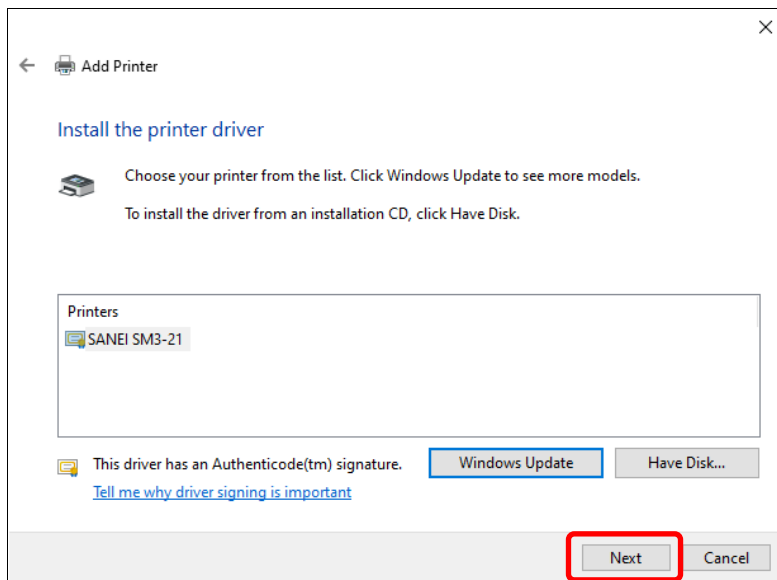 Add Printer
Install the printer driver
Choose your printer from the list. Click Windows Update to see more models.
To install the driver from an installation CD, click Have Disk.
Printers
SANEI SM3-21
This driver has an Authenticode(tm) signature.
Windows Update
Have Disk...
Tell me why driver signing is important
Next
Cancel